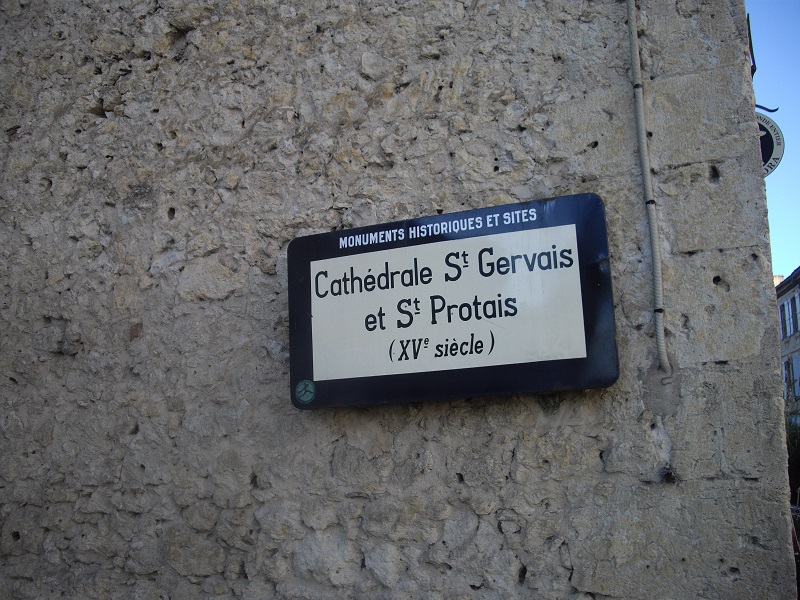 MONUMENTS HISTORIQUES ET SITES
Cathédrale St Gervais
et St Protais
(XVe siècle)